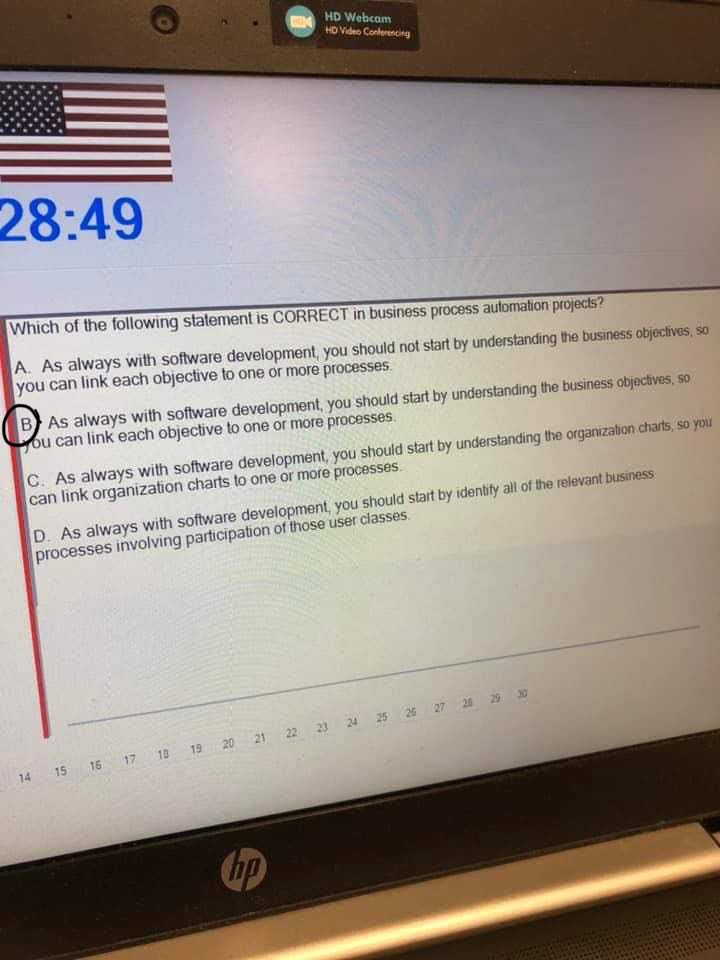 HD Webcam
HD Video Conferencing
28:49
Which of the following statement is CORRECT in business process automation projects?
A. As always with software development, you should not start by understanding the business objectives, so
you can link each objective to one or more processes.
B. As always with software development, you should start by understanding the business objectives, so
you can link each objective to one or more processes.
C. As always with software development, you should start by understanding the organization charts, so you
can link organization charts to one or more processes.
D. As always with software development, you should start by identify all of the relevant business
processes involving participation of those user classes.
14 15 16 17 18 19 20 21 22 23 24 25 26 27 28 29 30
hp